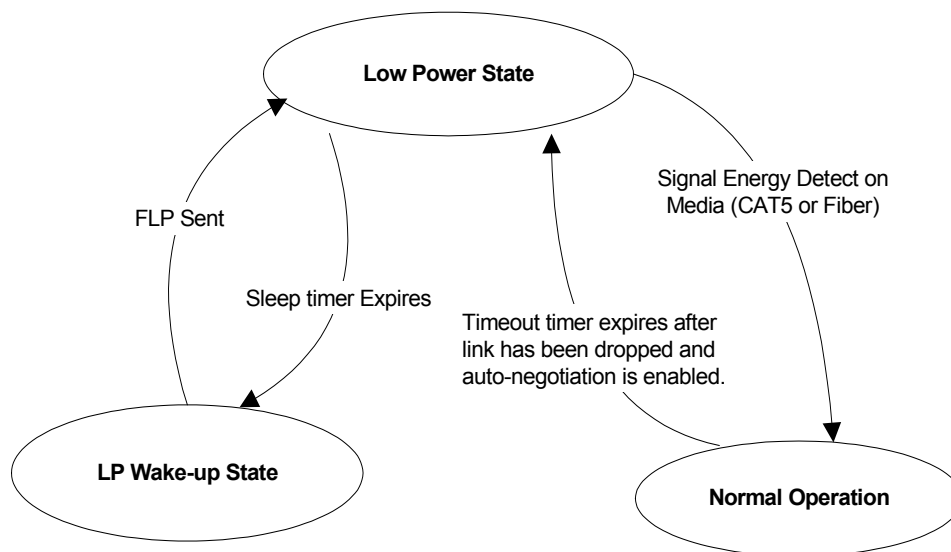 Low Power State
Signal Energy Detect on
Media (CAT5 or Fiber)
FLP Sent
Sleep timer Expires
Timeout timer expires after
link has been dropped and
auto-negotiation is enabled.
LP Wake-up State
Normal Operation